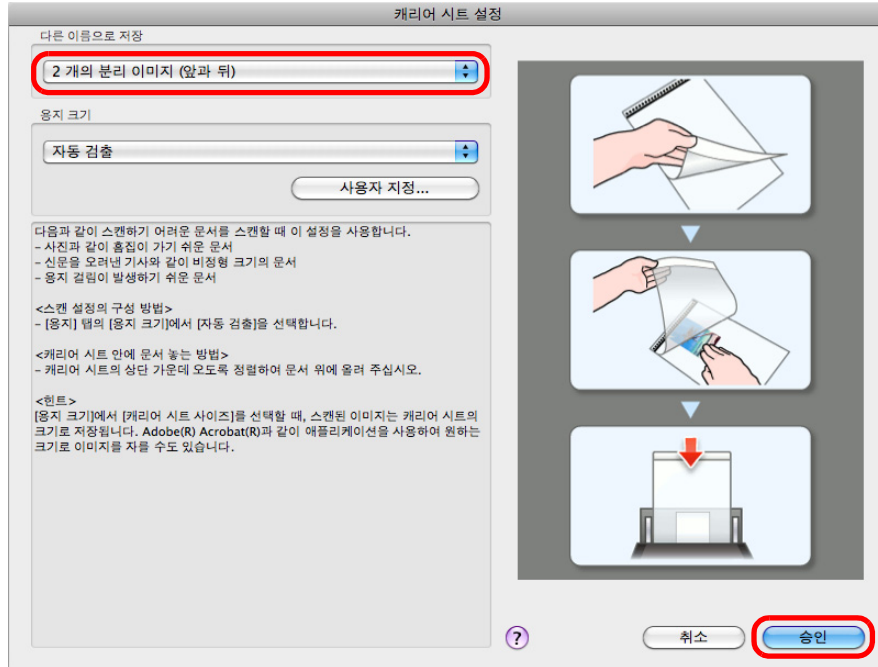 캐리어 시트 설정
다른 이름으로 저장
2 개의 분리 이미지 (앞과 뒤)
용지 크기
자동 검출
사용자 지정...
다음과 같이 스캔하기 어려운 문서를 스캔할 때 이 설정을 사용합니다.
– 사진과 같이 흠집이 가기 쉬운 문서
– 신문을 오려낸 기사와 같이 비정형 크기의 문서
– 용지 걸림이 발생하기 쉬운 문서
<스캔 설정의 구성 방법>
– [용지] 탭의 [용지 크기]에서 [자동 검출]을 선택합니다.
<캐리어 시트 안에 문서 놓는 방법>
– 캐리어 시트의 상단 가운데 오도록 정렬하여 문서 위에 올려 주십시오.
<힌트>
[용지 크기]에서 [캐리어 시트 사이즈]를 선택할 때, 스캔된 이미지는 캐리어 시트의
크기로 저장됩니다. Adobe(R) Acrobat(R)과 같이 애플리케이션을 사용하여 원하는
크기로 이미지를 자를 수도 있습니다.
?
취소
승인